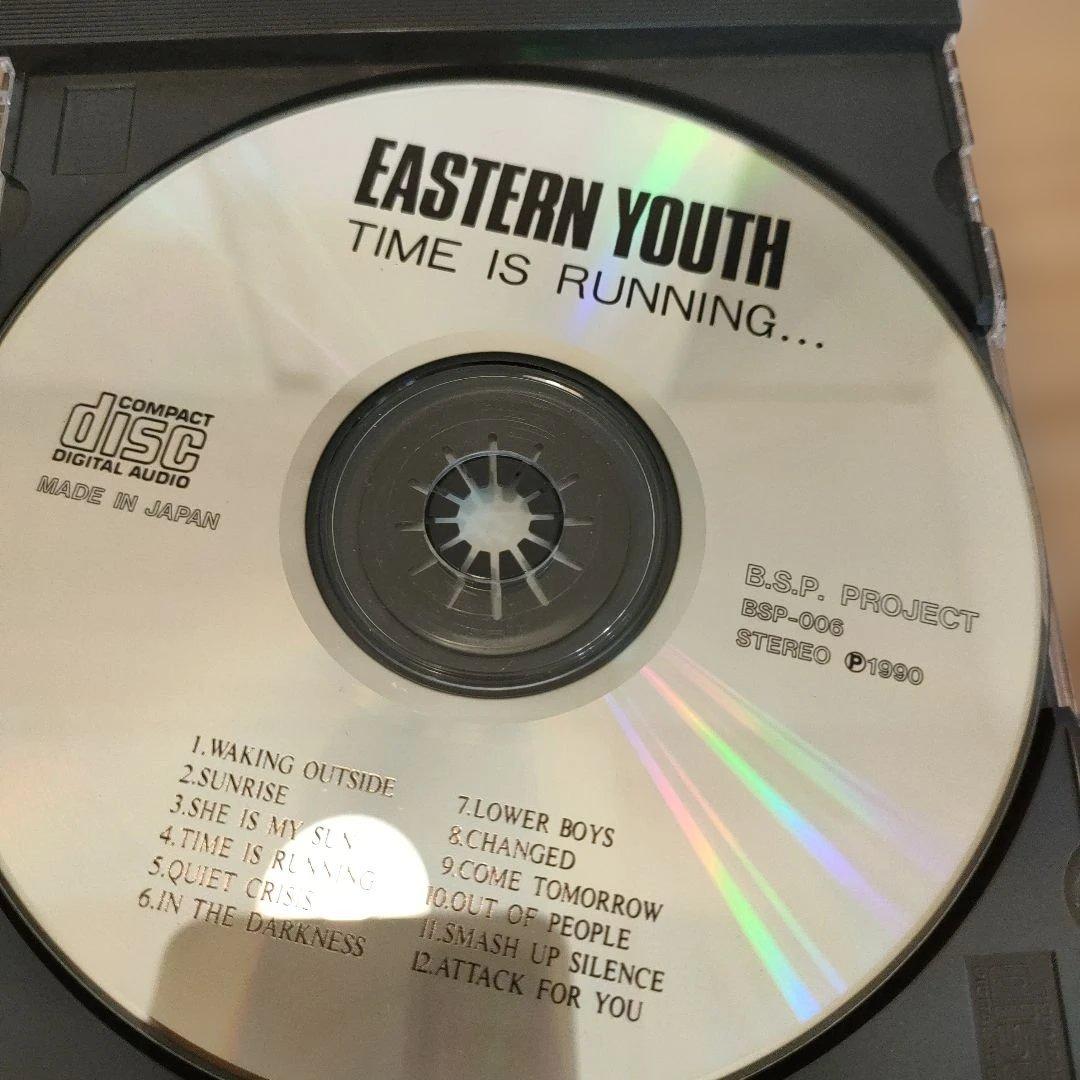 EASTERN YOUTH
TIME IS RUNNING...
COMPACT
disc
DIGITAL AUDIO
MADE IN JAPAN
B.S.P. PROJECT
BSP-006
STEREO Ⓟ1990
1.WAKING OUTSIDE
2.SUNRISE
3.SHE IS MY SUN
4.TIME IS RUNNING
5.QUIET CRISIS
6.IN THE DARKNESS
7.LOWER BOYS
8.CHANGED
9.COME TOMORROW
10.OUT OF PEOPLE
11.SMASH UP SILENCE
12.ATTACK FOR YOU